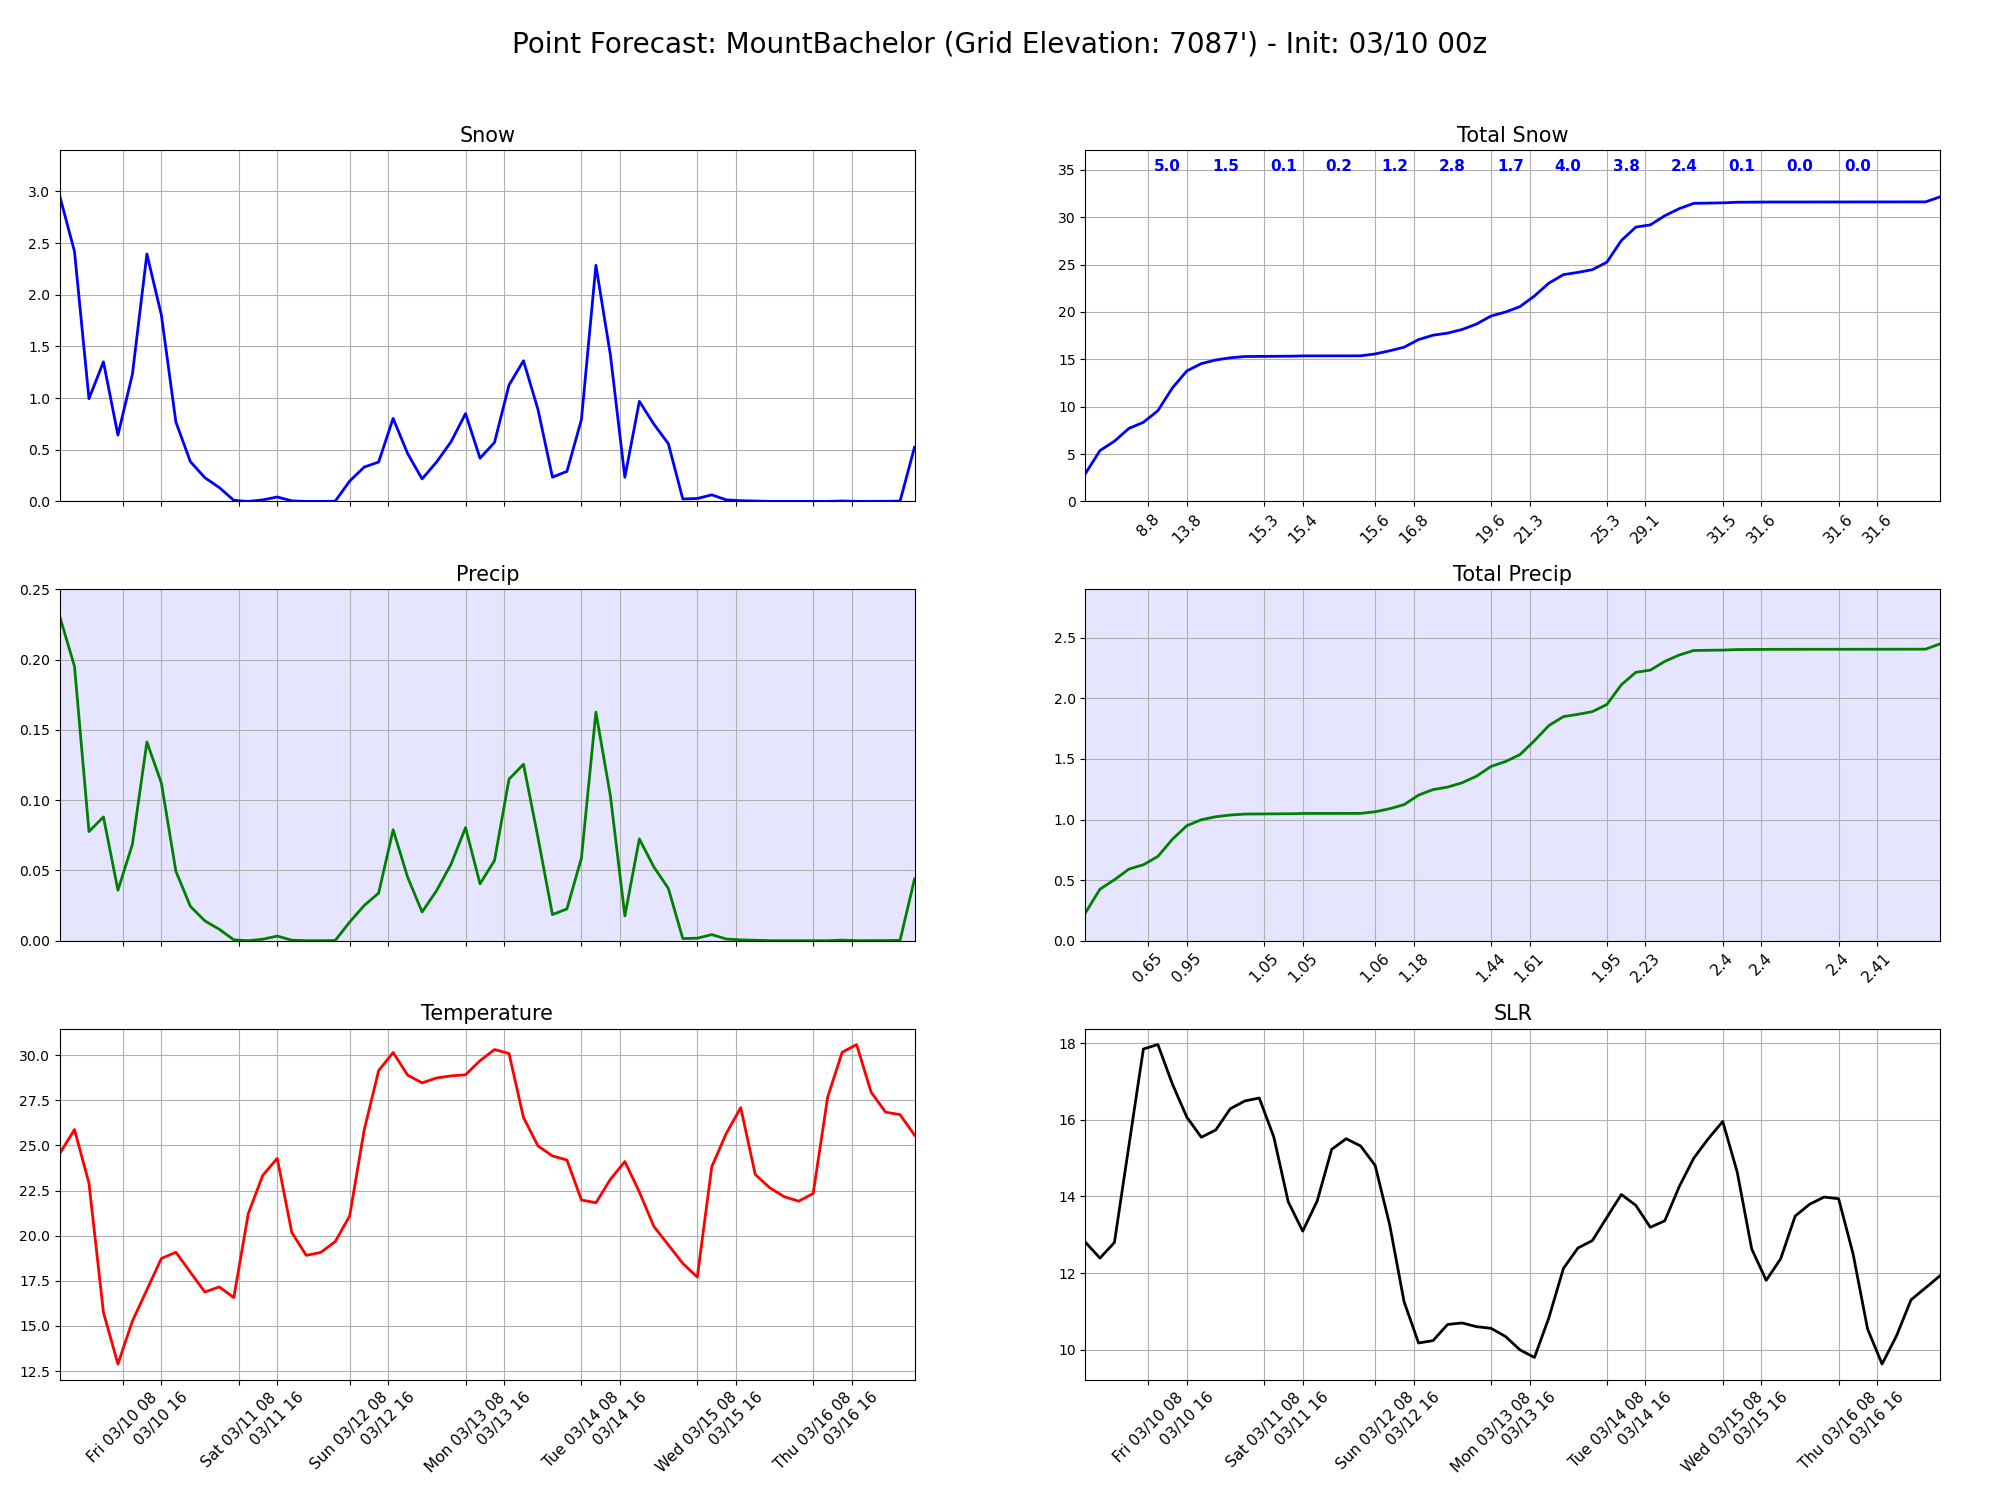 Point Forecast: MountBachelor (Grid Elevation: 7087') - Init: 03/10 00z
Snow
3.0
2.5
2.0
1.5
1.0
0.5
0.0
Total Snow
5.0 1.5 0.1 0.2 1.2 2.8 1.7 4.0 3.8 2.4 0.1 0.0 0.0
35
30
25
20
15
10
5
0
8.8 13.8 15.3 15.4 15.6 16.8 19.6 21.3 25.3 29.1 31.5 31.6 31.6 31.6
Precip
0.25
0.20
0.15
0.10
0.05
0.00
Total Precip
2.5
2.0
1.5
1.0
0.5
0.0
0.65 0.95 1.05 1.05 1.06 1.18 1.44 1.61 1.95 2.23 2.4 2.4 2.4 2.41
Temperature
30.0
27.5
25.0
22.5
20.0
17.5
15.0
12.5
Fri 03/10 08
03/10 16
Sat 03/11 08
03/11 16
Sun 03/12 08
03/12 16
Mon 03/13 08
03/13 16
Tue 03/14 08
03/14 16
Wed 03/15 08
03/15 16
Thu 03/16 08
03/16 16
SLR
18
16
14
12
10
Fri 03/10 08
03/10 16
Sat 03/11 08
03/11 16
Sun 03/12 08
03/12 16
Mon 03/13 08
03/13 16
Tue 03/14 08
03/14 16
Wed 03/15 08
03/15 16
Thu 03/16 08
03/16 16